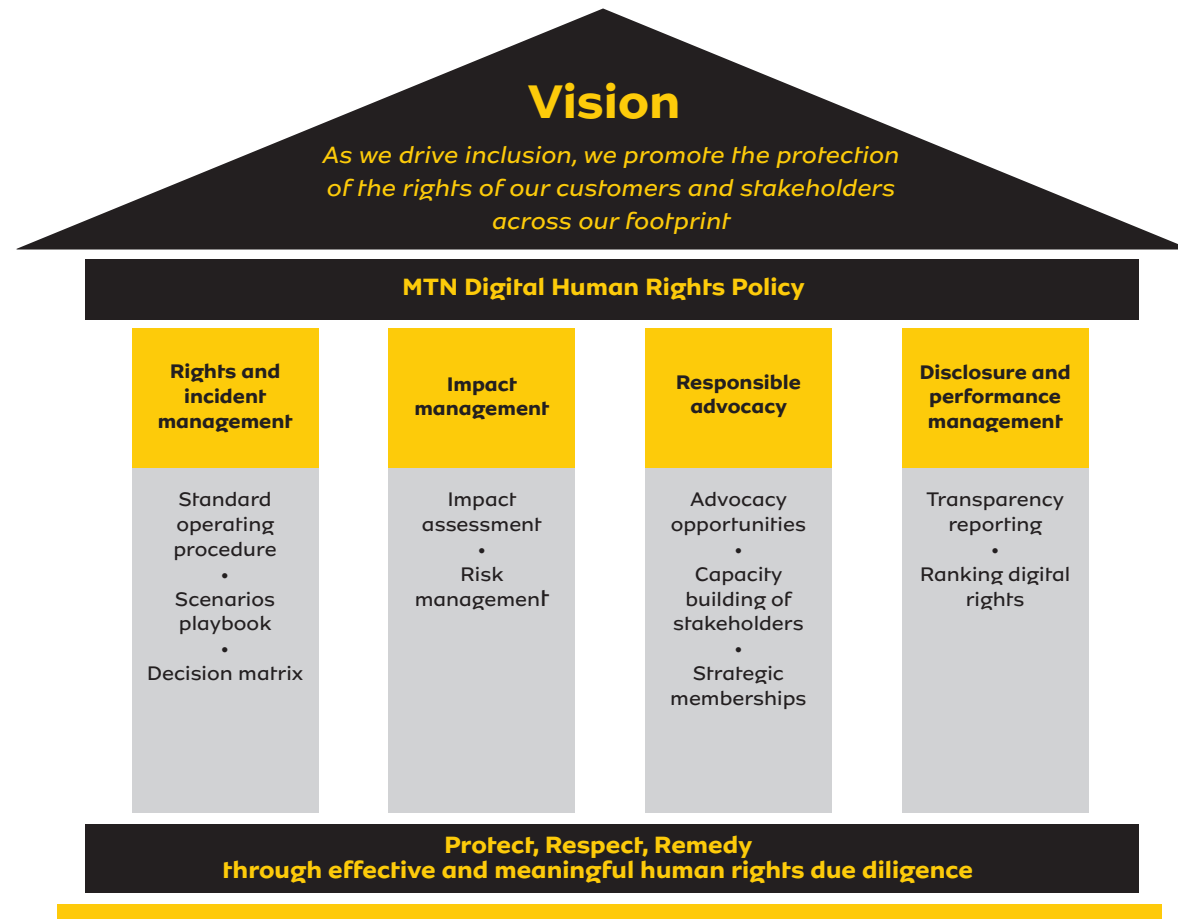 Vision
As we drive inclusion, we promote the protection
of the rights of our customers and stakeholders
across our footprint
MTN Digital Human Rights Policy
Rights and
incident
management
Standard
operating
procedure
•
Scenarios
playbook
•
Decision matrix
Impact
management
Impact
assessment
•
Risk
management
Responsible
advocacy
Advocacy
opportunities
•
Capacity
building of
stakeholders
•
Strategic
memberships
Disclosure and
performance
management
Transparency
reporting
•
Ranking digital
rights
Protect, Respect, Remedy
through effective and meaningful human rights due diligence